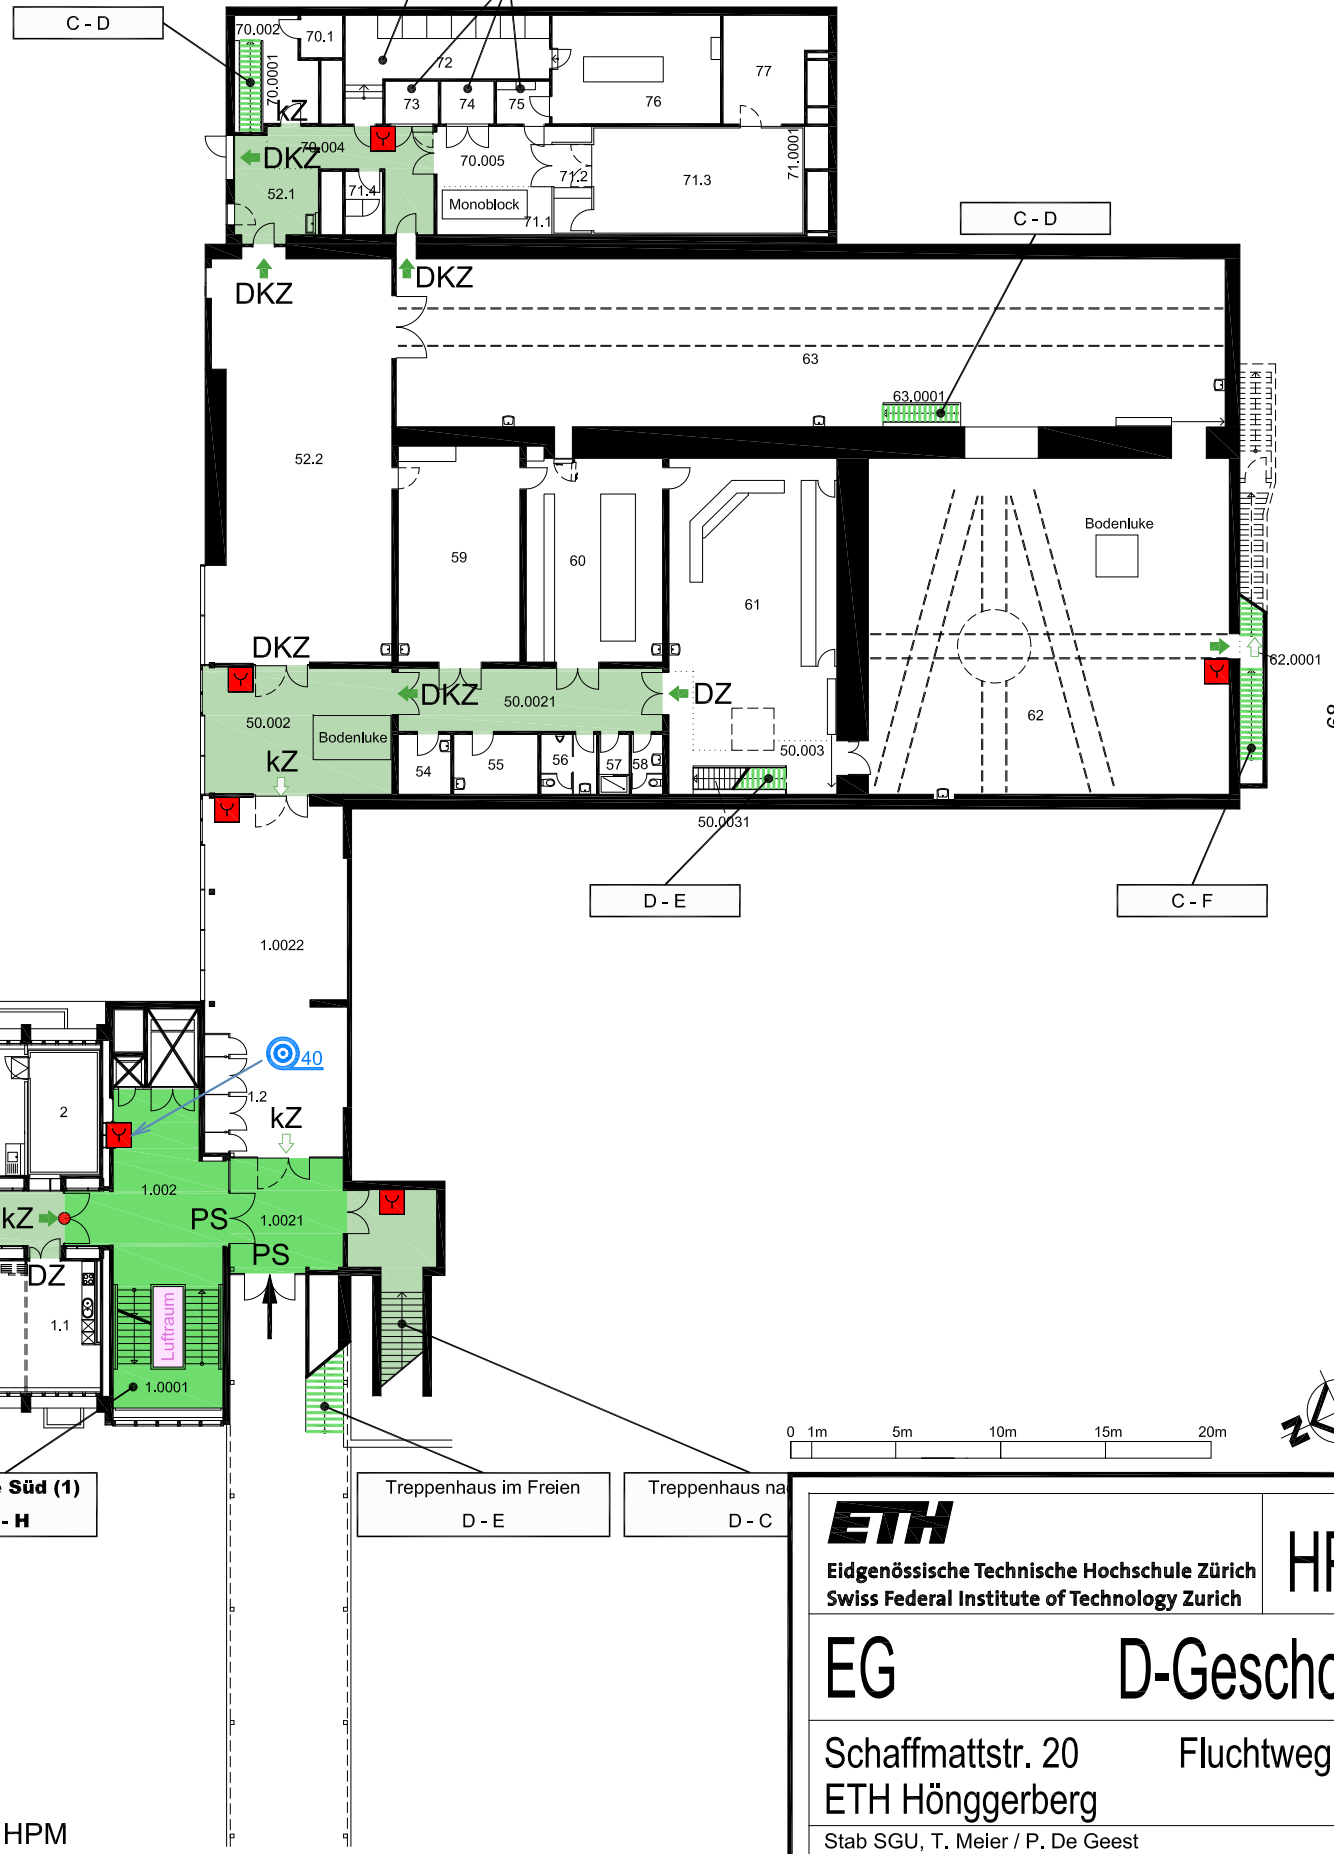 C - D
70.002
70.1
70.0001
72
73
74
75
76
77
kZ
70.004
DKZ
52.1
71.4
70.005
Monoblock
71.1
71.2
71.3
71.0001
C - D
DKZ
DKZ
63
63.0001
52.2
59
60
61
Bodenluke
62
62.0001
DKZ
50.002
DKZ
50.0021
DZ
Bodenluke
kZ
54
55
56
57
58
50.003
50.0031
D - E
C - F
1.0022
40
1.2
2
kZ
1.002
kZ
PS
1.0021
PS
DZ
1.1
Luftraum
1.0001
0 1m 5m 10m 15m 20m
N
Süd (1)
- H
Treppenhaus im Freien
D - E
Treppenhaus
D - C
ETH
Eidgenössische Technische Hochschule Zürich
Swiss Federal Institute of Technology Zurich
EG
D-Gescho
Schaffmattstr. 20
Fluchtweg
ETH Hönggerberg
Stab SGU, T. Meier / P. De Geest
HPM